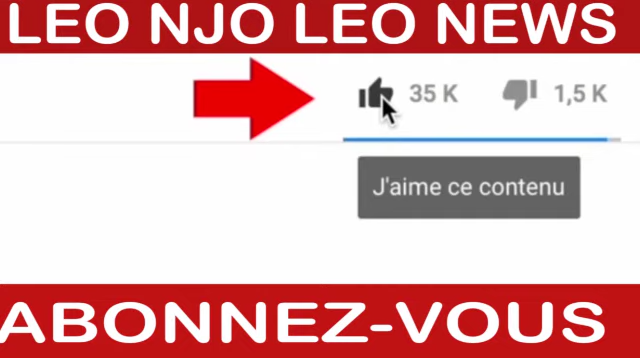 LEO NJO LEO NEWS
35 K 1,5 K
J'aime ce contenu
ABONNEZ-VOUS